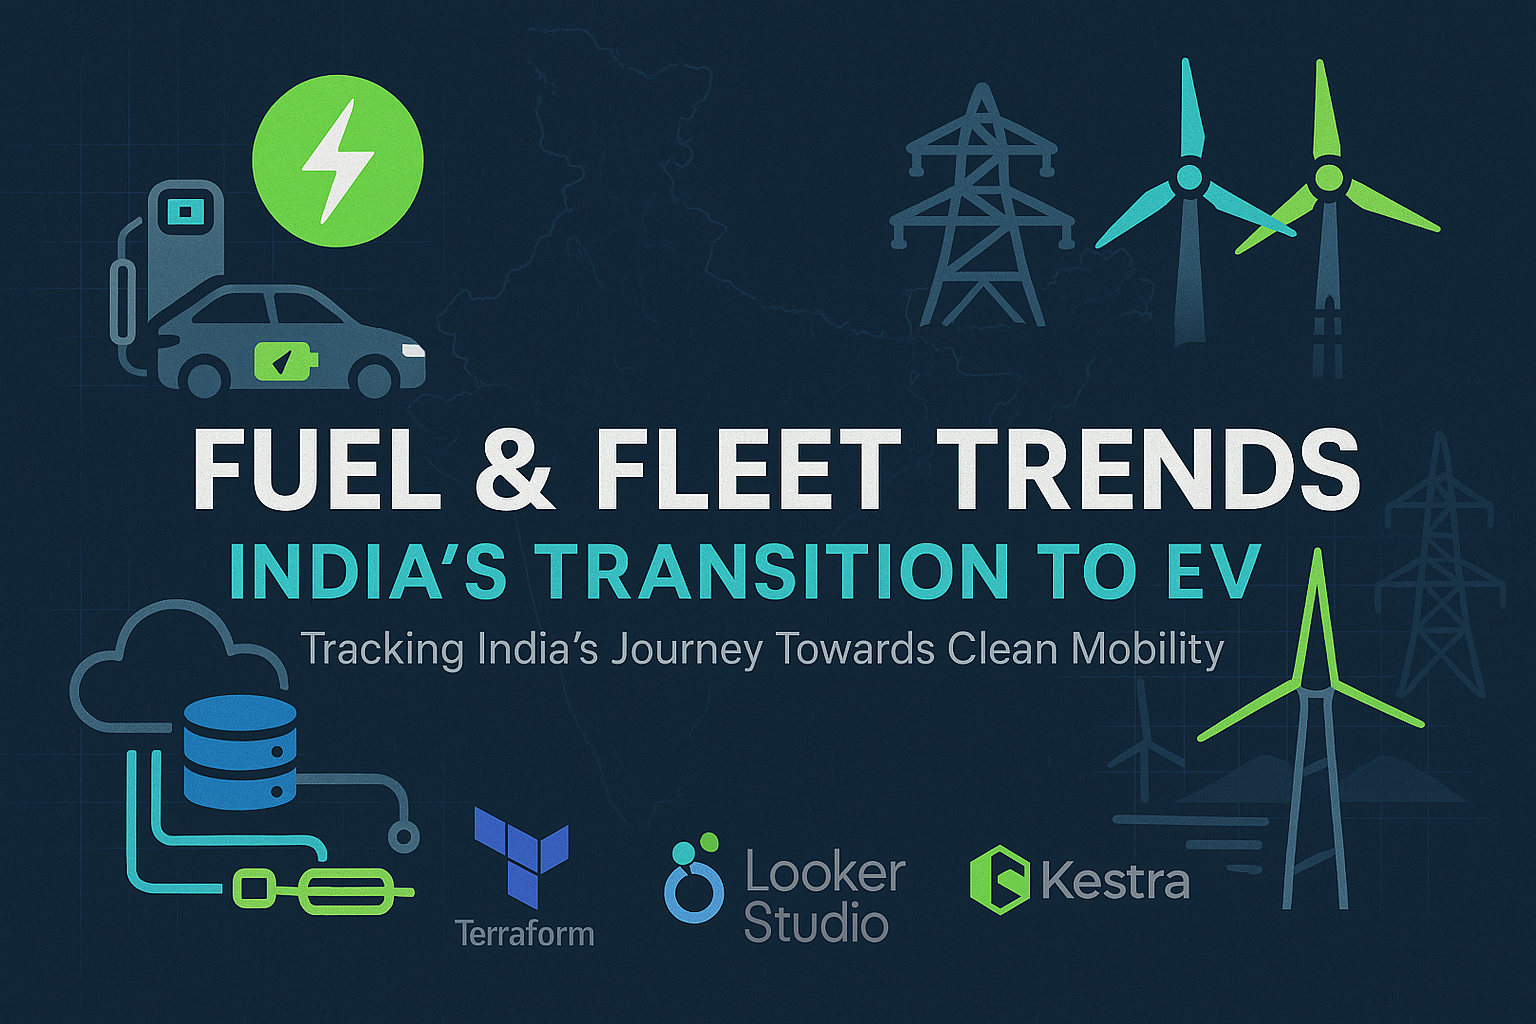 FUEL & FLEET TRENDS
INDIA‘S TRANSITION TO EV
Tracking India’s Journey Towards Clean Mobility
Terraform
Looker
Studio
Kestra